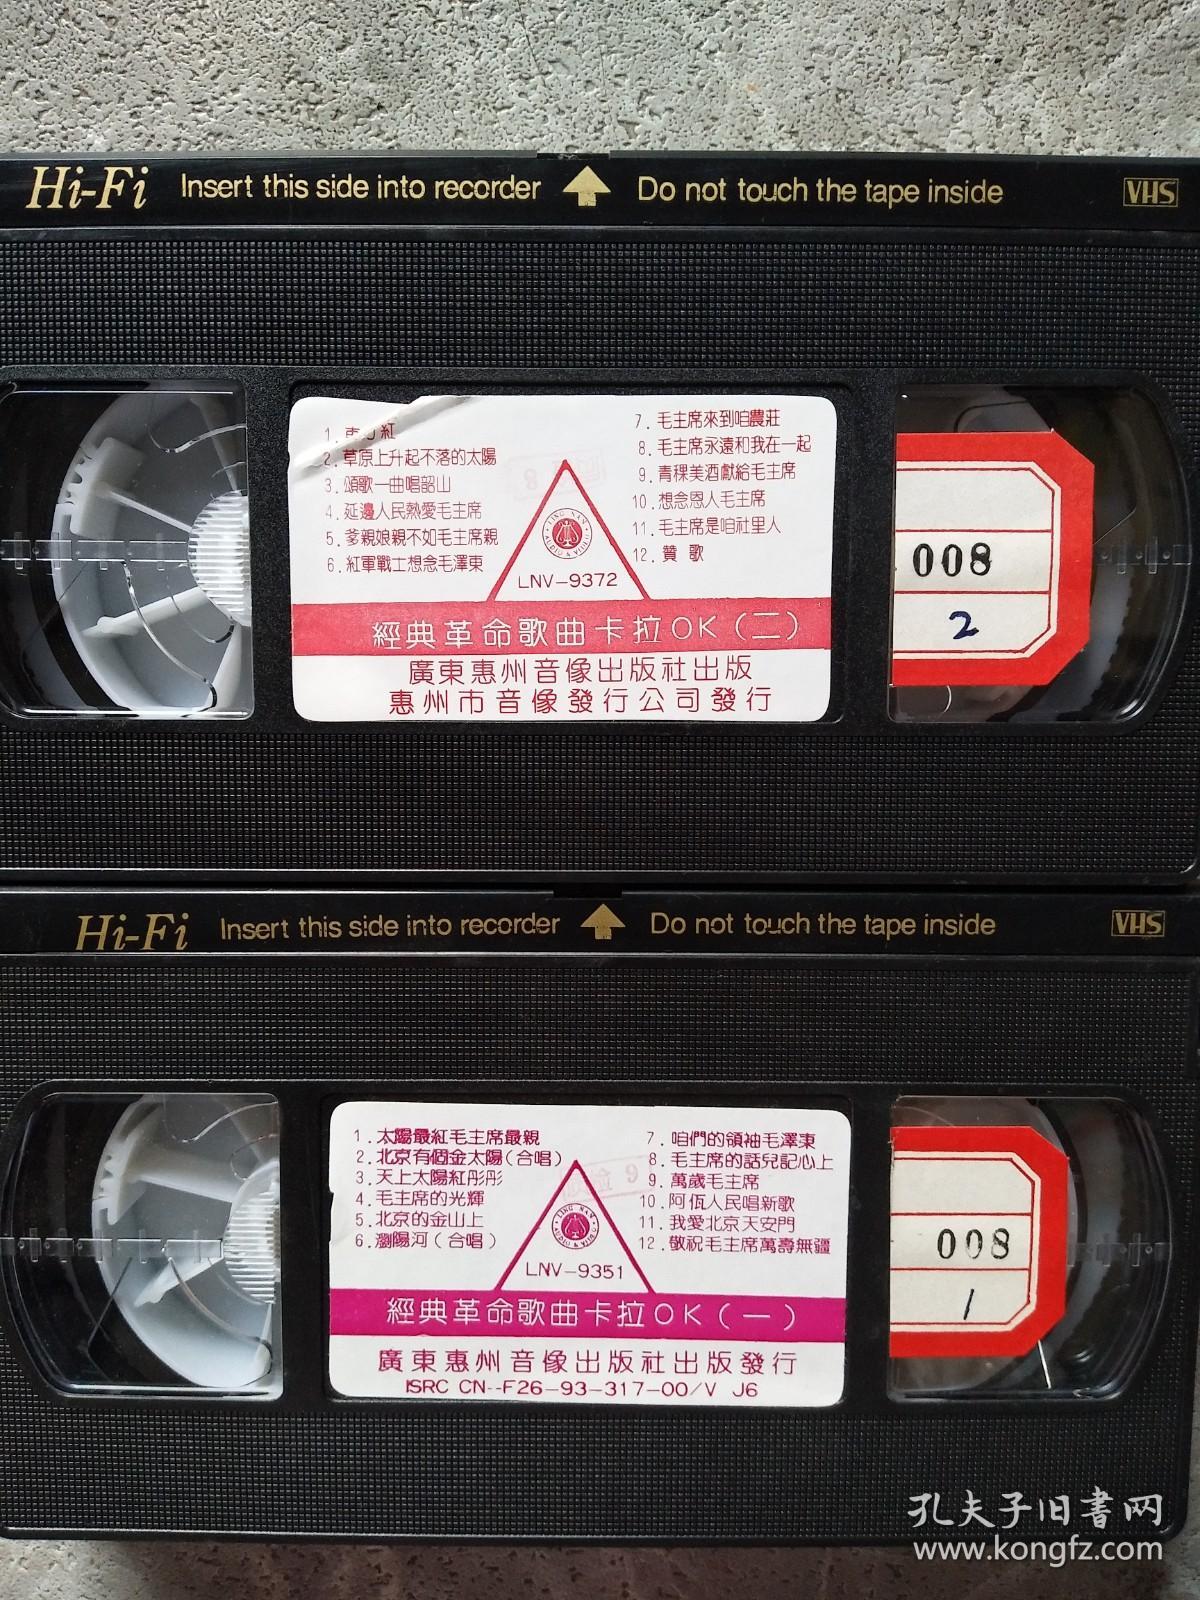 Hi-Fi Insert this side into recorder Do not touch the tape inside VHS
1.東方紅
2.草原上升起不落的太陽
3.頌歌一曲唱韶山
4.延邊人民熱愛毛主席
5.爹親娘親不如毛主席親
6.紅軍戰士想念毛澤東
7.毛主席來到咱農莊
8.毛主席永遠和我在一起
9.青稞美酒獻給毛主席
10.想念恩人毛主席
11.毛主席是咱社里人
12.贊歌
LING NAN
AUDIO & VIDEO
LNV-9372
經典革命歌曲卡拉OK(二)
廣東惠州音像出版社出版
惠州市音像發行公司發行
008
2
Hi-Fi Insert this side into recorder Do not touch the tape inside VHS
1.太陽最紅毛主席最親
2.北京有個金太陽(合唱)
3.天上太陽紅彤彤
4.毛主席的光輝
5.北京的金山上
6.瀏陽河(合唱)
7.咱們的領袖毛澤東
8.毛主席的話兒記心上
9.萬歲毛主席
10.阿佤人民唱新歌
11.我愛北京天安門
12.敬祝毛主席萬壽無疆
LING NAN
AUDIO & VIDEO
LNV-9351
經典革命歌曲卡拉OK(一)
廣東惠州音像出版社出版發行
ISRC CN--F26-93-317-00/V J6
008
1
孔夫子旧書网
www.kongfz.com